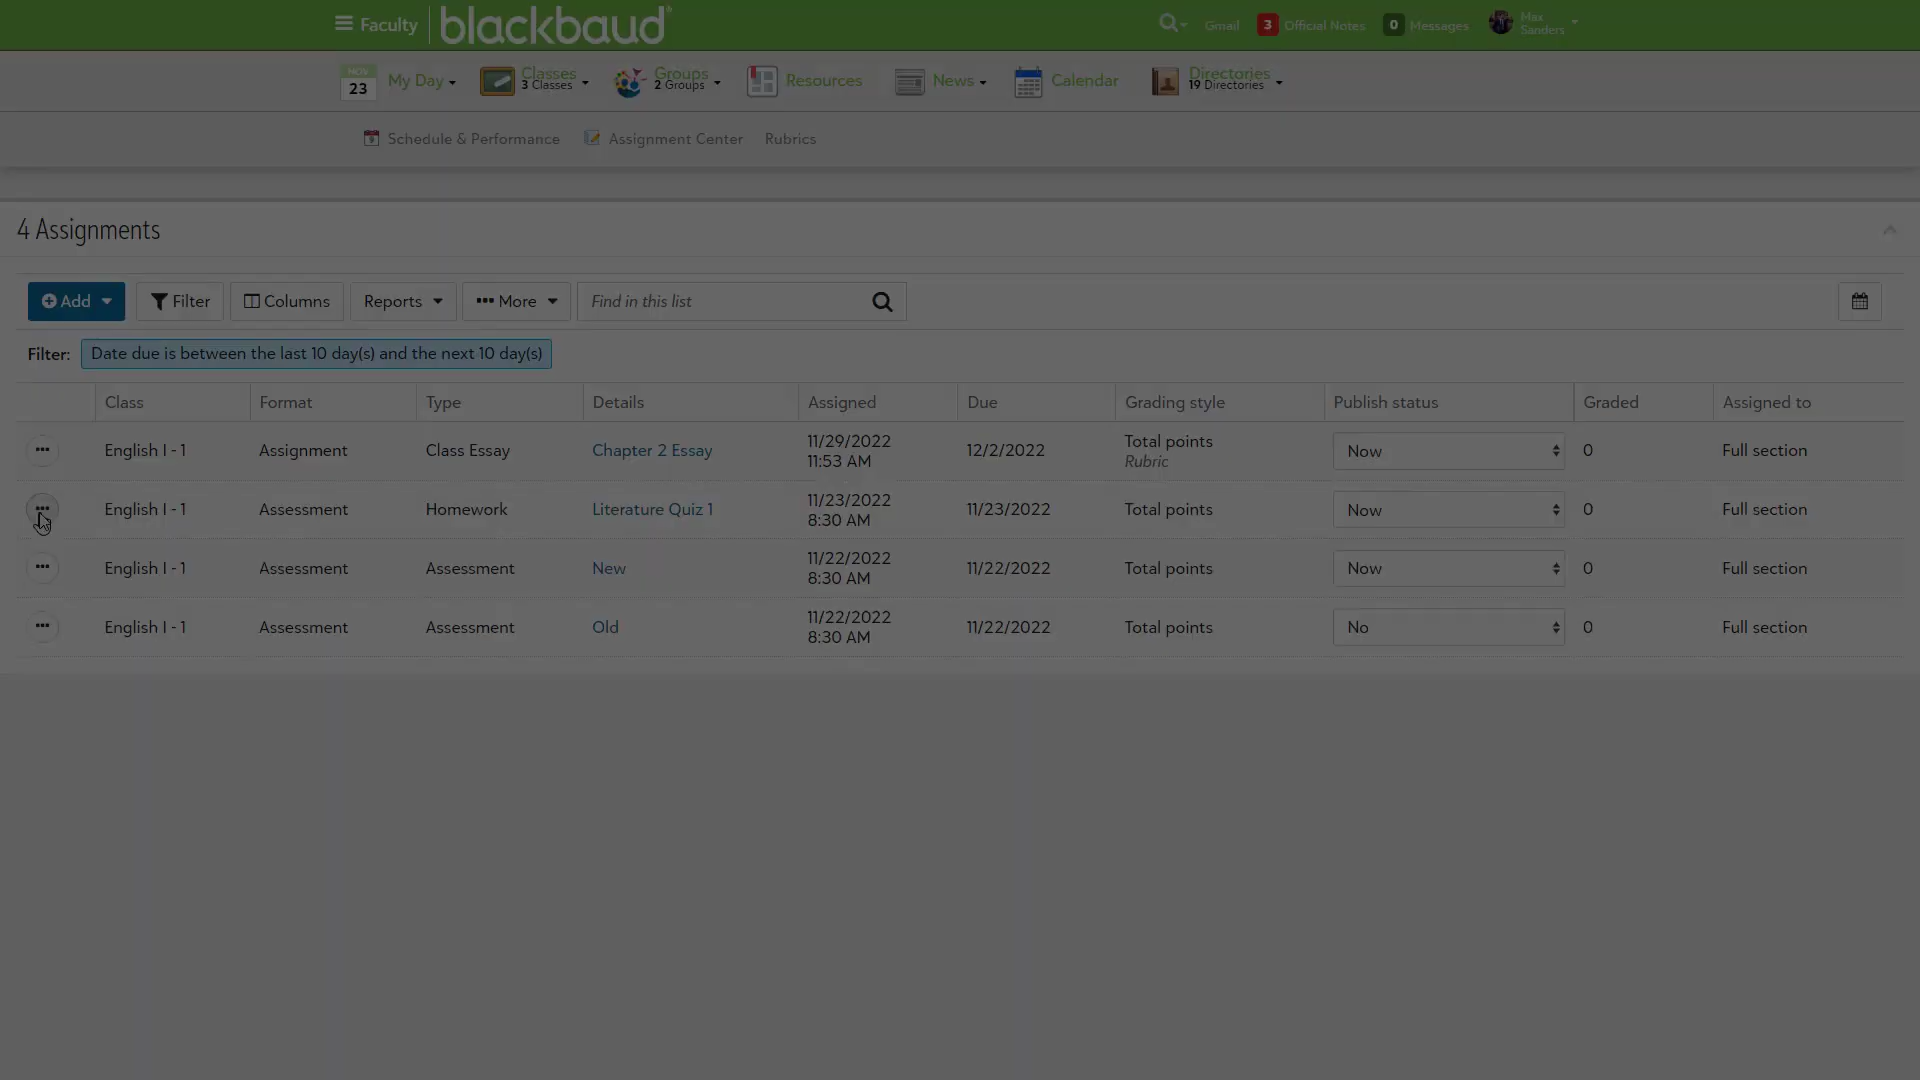 Faculty blackbaud Gmail 3 Official Notes 0 Messages Max Sanders
NOV 23 My Day Classes 3 Classes Groups 2 Groups Resources News Calendar Directories 19 Directories
Schedule & Performance Assignment Center Rubrics
4 Assignments
Add Filter Columns Reports More Find in this list
Filter: Date due is between the last 10 day(s) and the next 10 day(s)
Class Format Type Details Assigned Due Grading style Publish status Graded Assigned to
English I - 1 Assignment Class Essay Chapter 2 Essay 11/29/2022 11:53 AM 12/2/2022 Total points Rubric Now 0 Full section
English I - 1 Assessment Homework Literature Quiz 1 11/23/2022 8:30 AM 11/23/2022 Total points Now 0 Full section
English I - 1 Assessment Assessment New 11/22/2022 8:30 AM 11/22/2022 Total points Now 0 Full section
English I - 1 Assessment Assessment Old 11/22/2022 8:30 AM 11/22/2022 Total points No 0 Full section